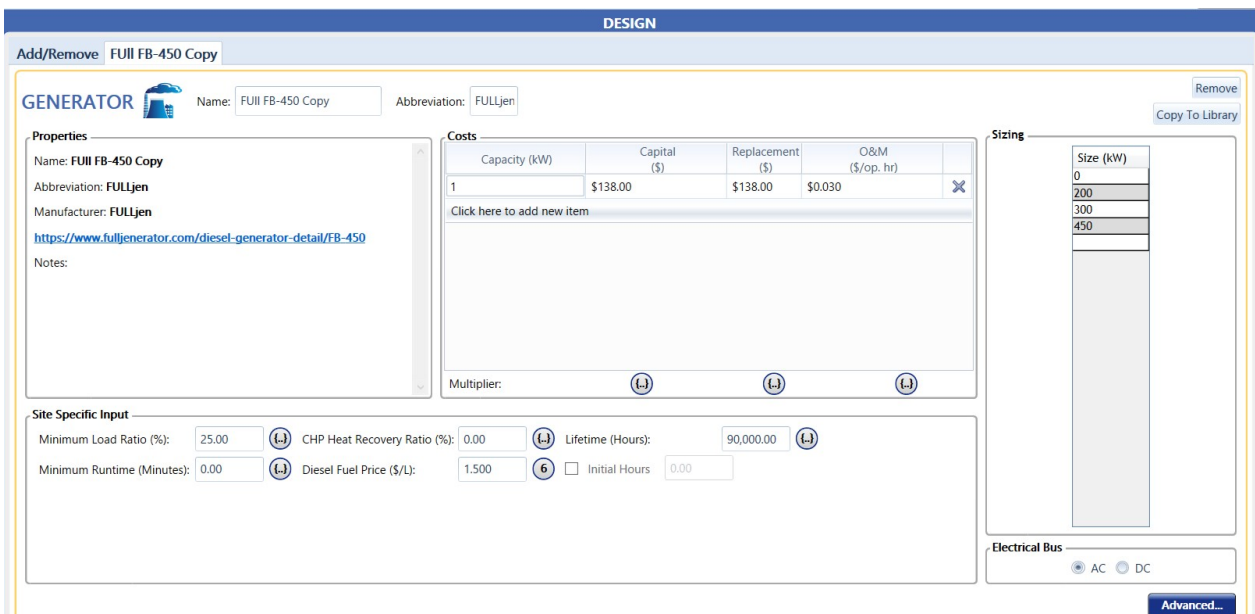 DESIGN
Add/Remove FUll FB-450 Copy
GENERATOR Name: FUll FB-450 Copy Abbreviation: FULLjen
Remove
Copy To Library
Properties
Name: FUll FB-450 Copy
Abbreviation: FULLjen
Manufacturer: FULLjen
https://www.fulljenerator.com/diesel-generator-detail/FB-450
Notes:
Costs
Capacity (kW) Capital ($) Replacement ($) O&M ($/op. hr)
1 $138.00 $138.00 $0.030
Click here to add new item
Multiplier: {..} {..} {..}
Sizing
Size (kW)
0
200
300
450
Site Specific Input
Minimum Load Ratio (%): 25.00 {..} CHP Heat Recovery Ratio (%): 0.00 {..} Lifetime (Hours): 90,000.00 {..}
Minimum Runtime (Minutes): 0.00 {..} Diesel Fuel Price ($/L): 1.500 6 Initial Hours 0.00
Electrical Bus
AC DC
Advanced...